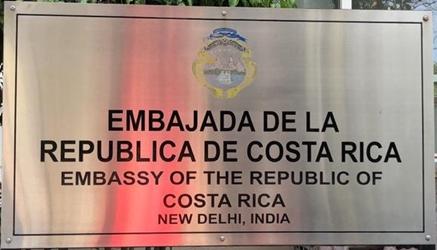 EMBAJADA DE LA
REPUBLICA DE COSTA RICA
EMBASSY OF THE REPUBLIC OF
COSTA RICA
NEW DELHI, INDIA